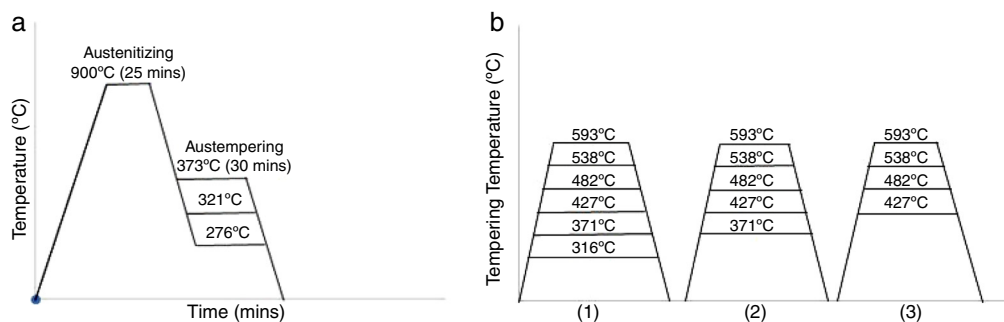 a
Austenitizing
900ºC (25 mins)
Austempering
373ºC (30 mins)
321ºC
276ºC
Temperature (ºC)
Time (mins)
b
Tempering Temperature (ºC)
593ºC
538ºC
482ºC
427ºC
371ºC
316ºC
(1)
593ºC
538ºC
482ºC
427ºC
371ºC
(2)
593ºC
538ºC
482ºC
427ºC
(3)